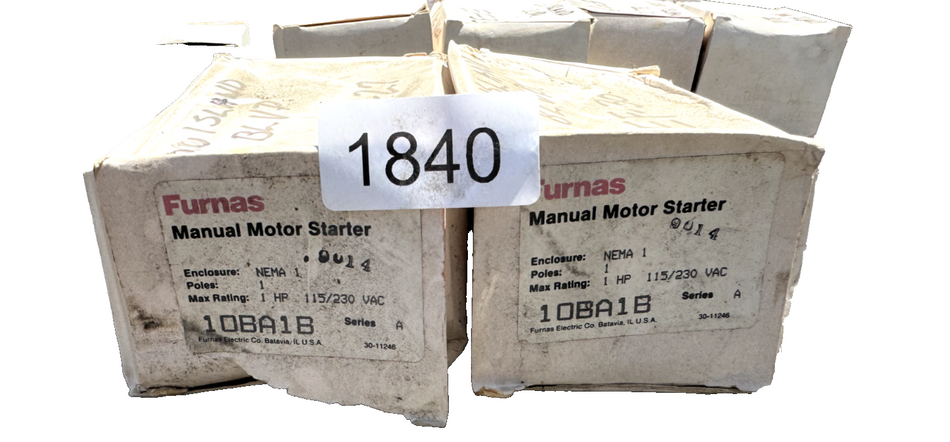 1840
Furnas
Manual Motor Starter
0014
Enclosure: NEMA 1
Poles: 1
Max Rating: 1 HP 115/230 VAC
10BA1B Series A
Furnas Electric Co. Batavia, IL U.S.A. 30-11246
Furnas
Manual Motor Starter
0014
Enclosure: NEMA 1
Poles: 1
Max Rating: 1 HP 115/230 VAC
10BA1B Series A
Furnas Electric Co. Batavia, IL U.S.A. 30-11246